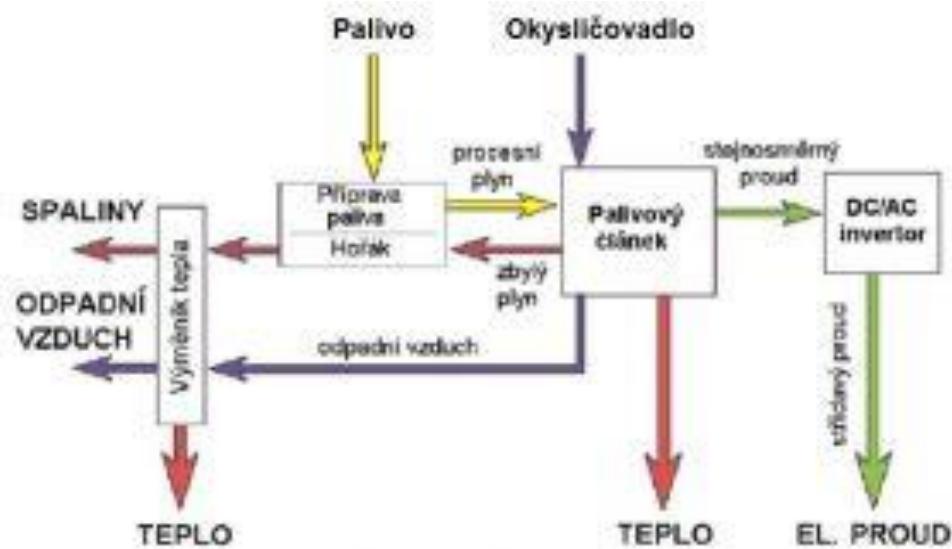 Palivo
Okysličovadlo
procesní
plyn
stejnosměrný
proud
Příprava
paliva
Hořák
Palivový
článek
DC/AC
invertor
SPALINY
zbylý
plyn
ODPADNÍ
VZDUCH
Výměník tepla
odpadní vzduch
střídavý proud
TEPLO
TEPLO
EL. PROUD